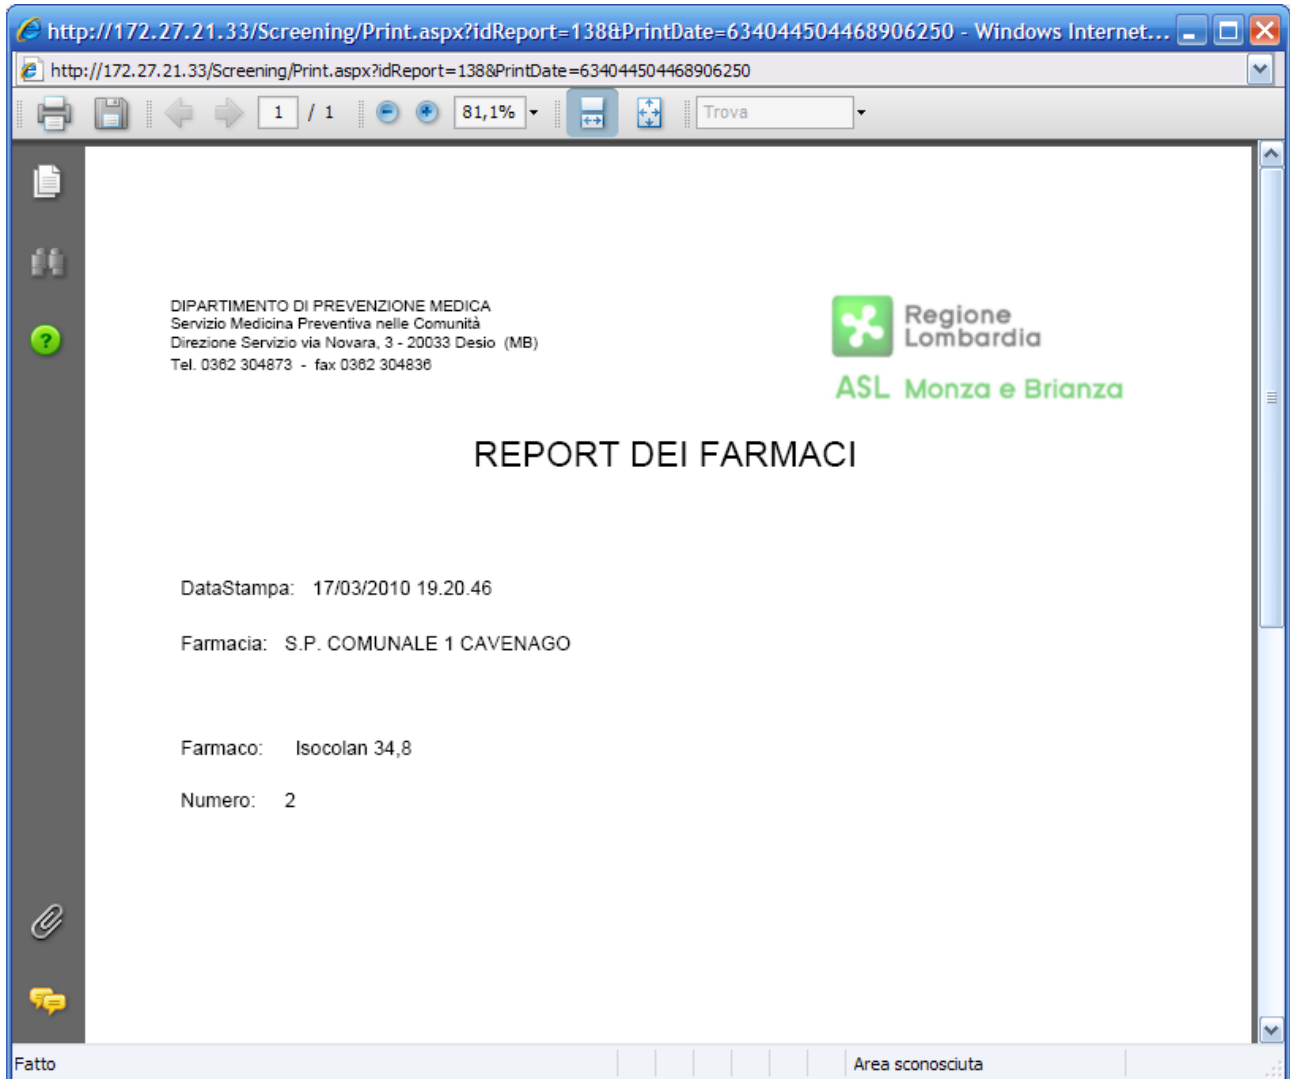 http://172.27.21.33/Screening/Print.aspx?idReport=138&PrintDate=634044504468906250 - Windows Internet...
http://172.27.21.33/Screening/Print.aspx?idReport=138&PrintDate=634044504468906250
1 / 1 81,1% Trova
DIPARTIMENTO DI PREVENZIONE MEDICA
Servizio Medicina Preventiva nelle Comunità
Direzione Servizio via Novara, 3 - 20033 Desio (MB)
Tel. 0362 304873 - fax 0362 304836
Regione
Lombardia
ASL Monza e Brianza
REPORT DEI FARMACI
DataStampa: 17/03/2010 19.20.46
Farmacia: S.P. COMUNALE 1 CAVENAGO
Farmaco: Isocolan 34,8
Numero: 2
Fatto Area sconosciuta